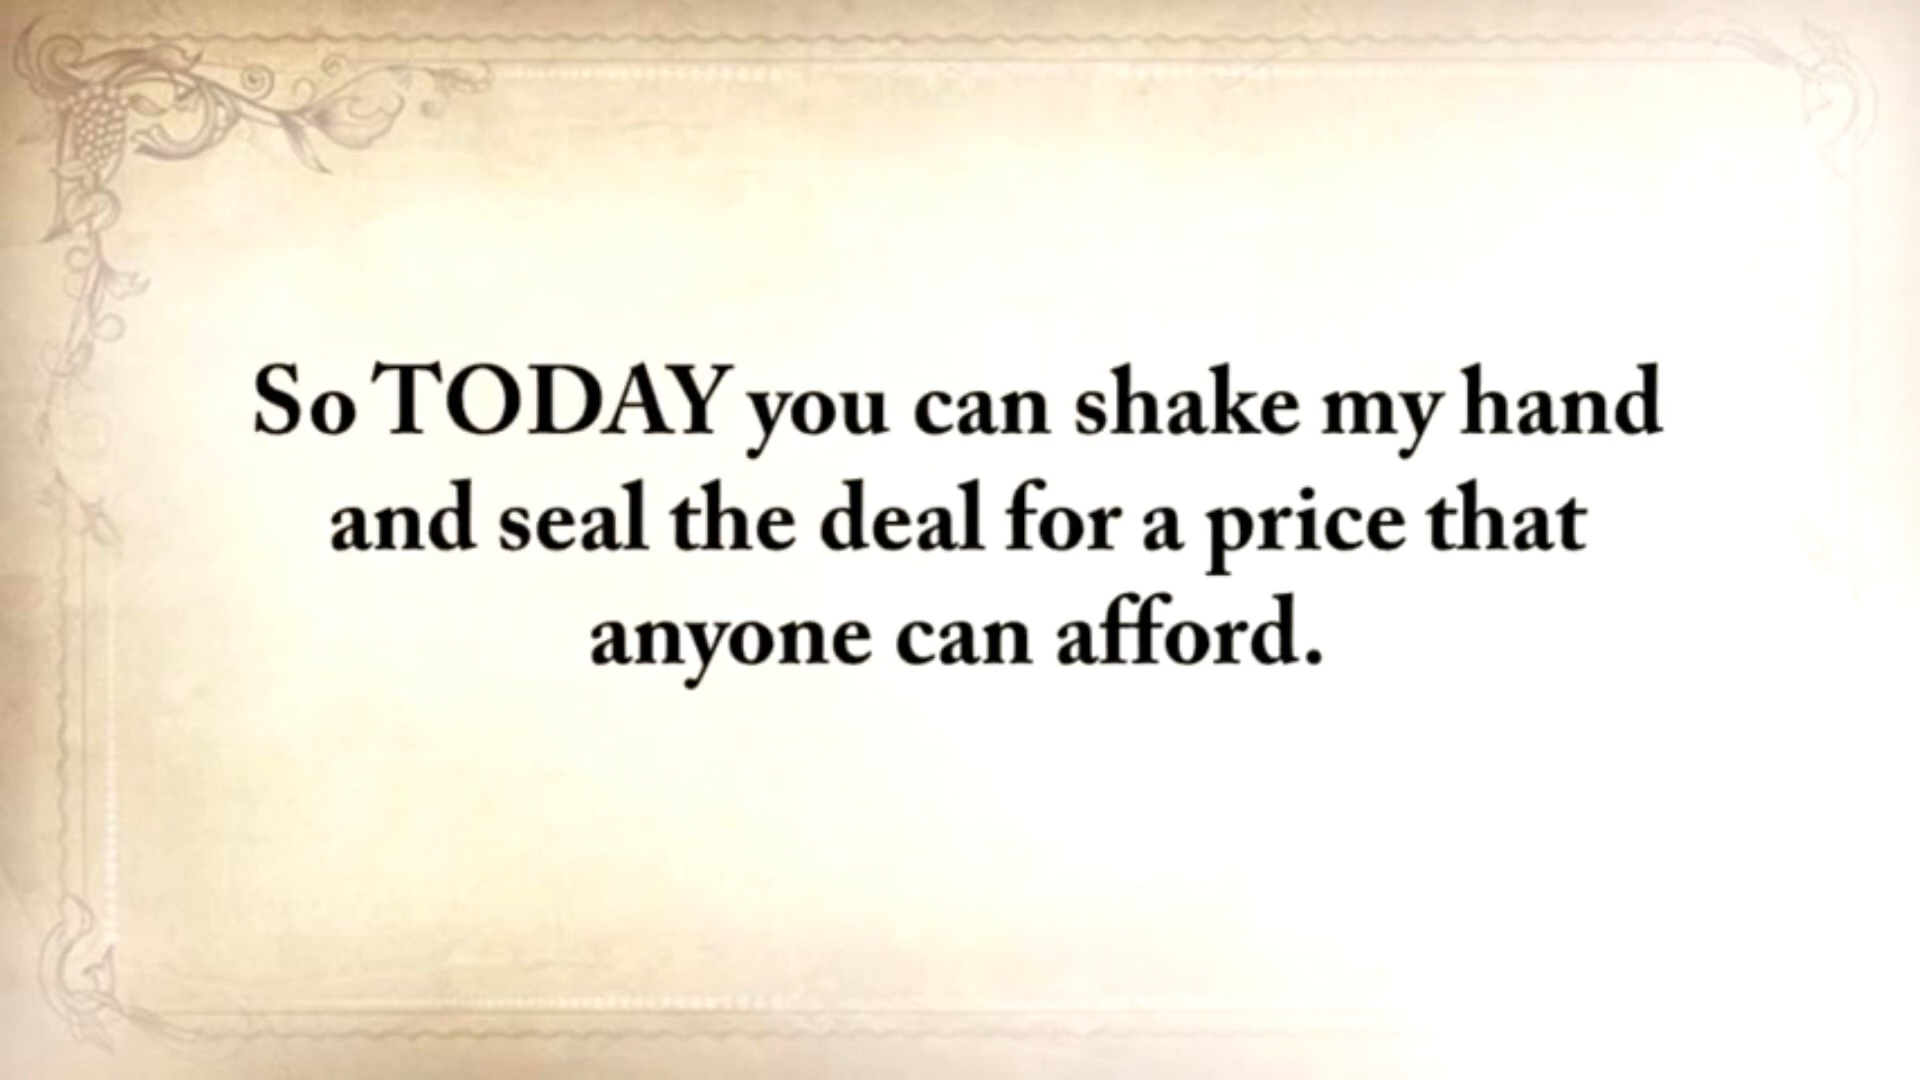 So TODAY you can shake my hand
and seal the deal for a price that
anyone can afford.